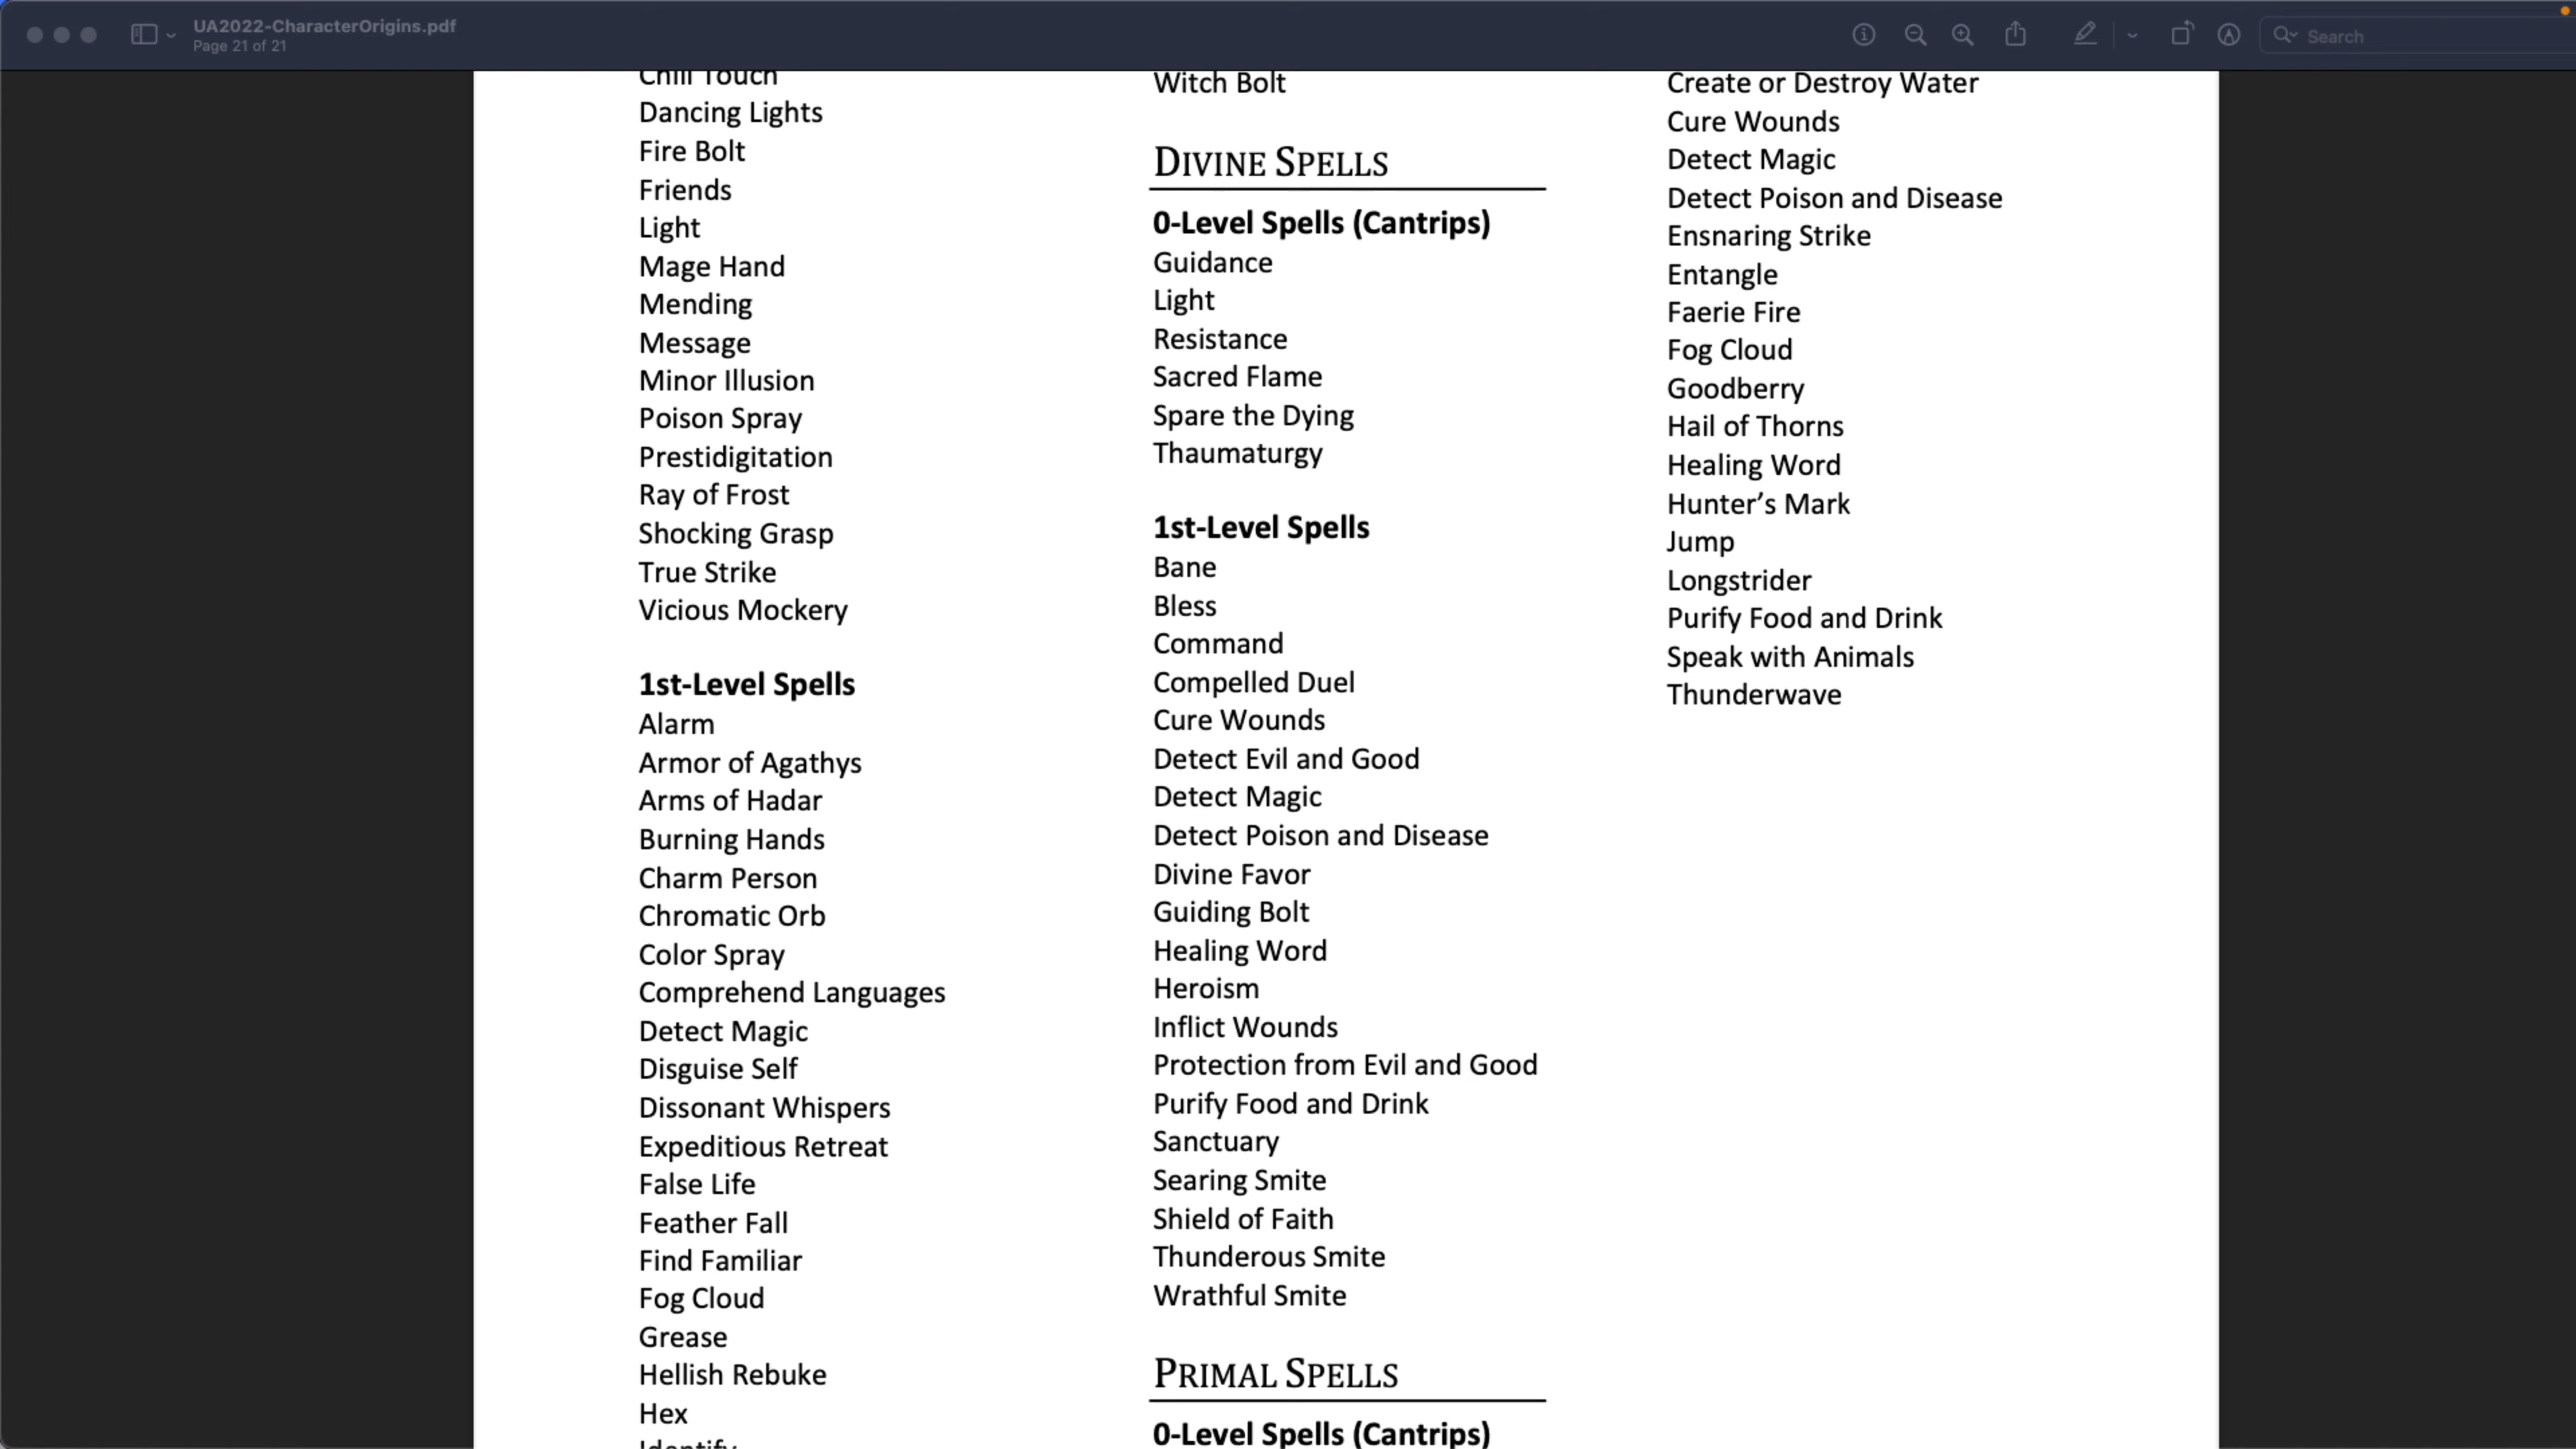 UA2022-CharacterOrigins.pdf
Page 21 of 21
Search
Chill Touch
Dancing Lights
Fire Bolt
Friends
Light
Mage Hand
Mending
Message
Minor Illusion
Poison Spray
Prestidigitation
Ray of Frost
Shocking Grasp
True Strike
Vicious Mockery
1st-Level Spells
Alarm
Armor of Agathys
Arms of Hadar
Burning Hands
Charm Person
Chromatic Orb
Color Spray
Comprehend Languages
Detect Magic
Disguise Self
Dissonant Whispers
Expeditious Retreat
False Life
Feather Fall
Find Familiar
Fog Cloud
Grease
Hellish Rebuke
Hex
Identify
Witch Bolt
DIVINE SPELLS
0-Level Spells (Cantrips)
Guidance
Light
Resistance
Sacred Flame
Spare the Dying
Thaumaturgy
1st-Level Spells
Bane
Bless
Command
Compelled Duel
Cure Wounds
Detect Evil and Good
Detect Magic
Detect Poison and Disease
Divine Favor
Guiding Bolt
Healing Word
Heroism
Inflict Wounds
Protection from Evil and Good
Purify Food and Drink
Sanctuary
Searing Smite
Shield of Faith
Thunderous Smite
Wrathful Smite
PRIMAL SPELLS
0-Level Spells (Cantrips)
Create or Destroy Water
Cure Wounds
Detect Magic
Detect Poison and Disease
Ensnaring Strike
Entangle
Faerie Fire
Fog Cloud
Goodberry
Hail of Thorns
Healing Word
Hunter’s Mark
Jump
Longstrider
Purify Food and Drink
Speak with Animals
Thunderwave